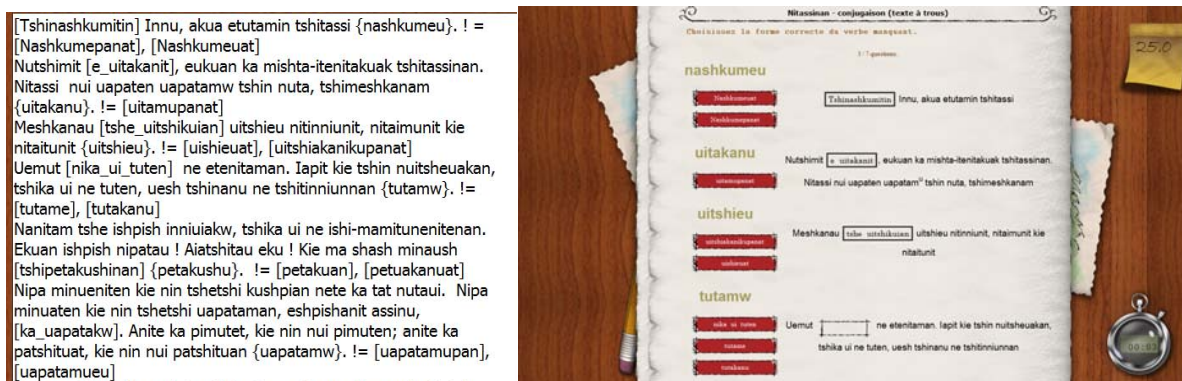 [Tshinashkumitin] Innu, akua etutamin tshitassi {nashkumeu}. ! =
[Nashkumepanat], [Nashkumeuat]
Nutshimit [e_uitakanit], eukuan ka mishta-itenitakuak tshitassinan.
Nitassi nui uapaten uapatamw tshin nuta, tshimeshkanam
{uitakanu}. != [uitamupanat]
Meshkanau [tshe_uitshikuian] uitshieu nitinniunit, nitaimunit kie
nitaitunit {uitshieu}. != [uishieuat], [uitshiakanikupanat]
Uemut [nika_ui_tuten] ne etenitaman. Iapit kie tshin nuitsheuakan,
tshika ui ne tuten, uesh tshinanu ne tshitinniunnan {tutamw}. !=
[tutame], [tutakanu]
Nanitam tshe ishpish inniuiakw, tshika ui ne ishi-mamitunenitenan.
Ekuan ishpish nipatau ! Aiatshitau eku ! Kie ma shash minaush
[tshipetakushinan] {petakushu}. != [petakuan], [petuakanuat]
Nipa minueniten kie nin tshetshi kushpian nete ka tat nutaui. Nipa
minuaten kie nin tshetshi uapataman, eshpishanit assinu,
[ka_uapatakw]. Anite ka pimutet, kie nin nui pimuten; anite ka
patshituat, kie nin nui patshituan {uapatamw}. != [uapatamupan],
[uapatamueu]
Nitassinan - conjugaison (texte à trous)
Choisissez la forme correcte du verbe manquant.
3 / 7 questions.
25.0
nashkumeu
Nashkumeuat
Tshinashkumitin Innu, akua etutamin tshitassi
Nashkumepanat
uitakanu
Nutshimit e uitakanit, eukuan ka mishta-itenitakuak tshitassinan.
uitamupanat
Nitassi nui uapaten uapatamᵘ tshin nuta, tshimeshkanam
uitshieu
uitshiakanikupanat
Meshkanau tshe uitshikuian uitshieu nitinniunit, nitaimunit kie
nitaitunit
uishieuat
tutamw
nika ui tuten
Uemut ne etenitaman. Iapit kie tshin nuitsheuakan,
tutame
tshika ui ne tuten, uesh tshinanu ne tshitinniunnan
tutakanu
00:03